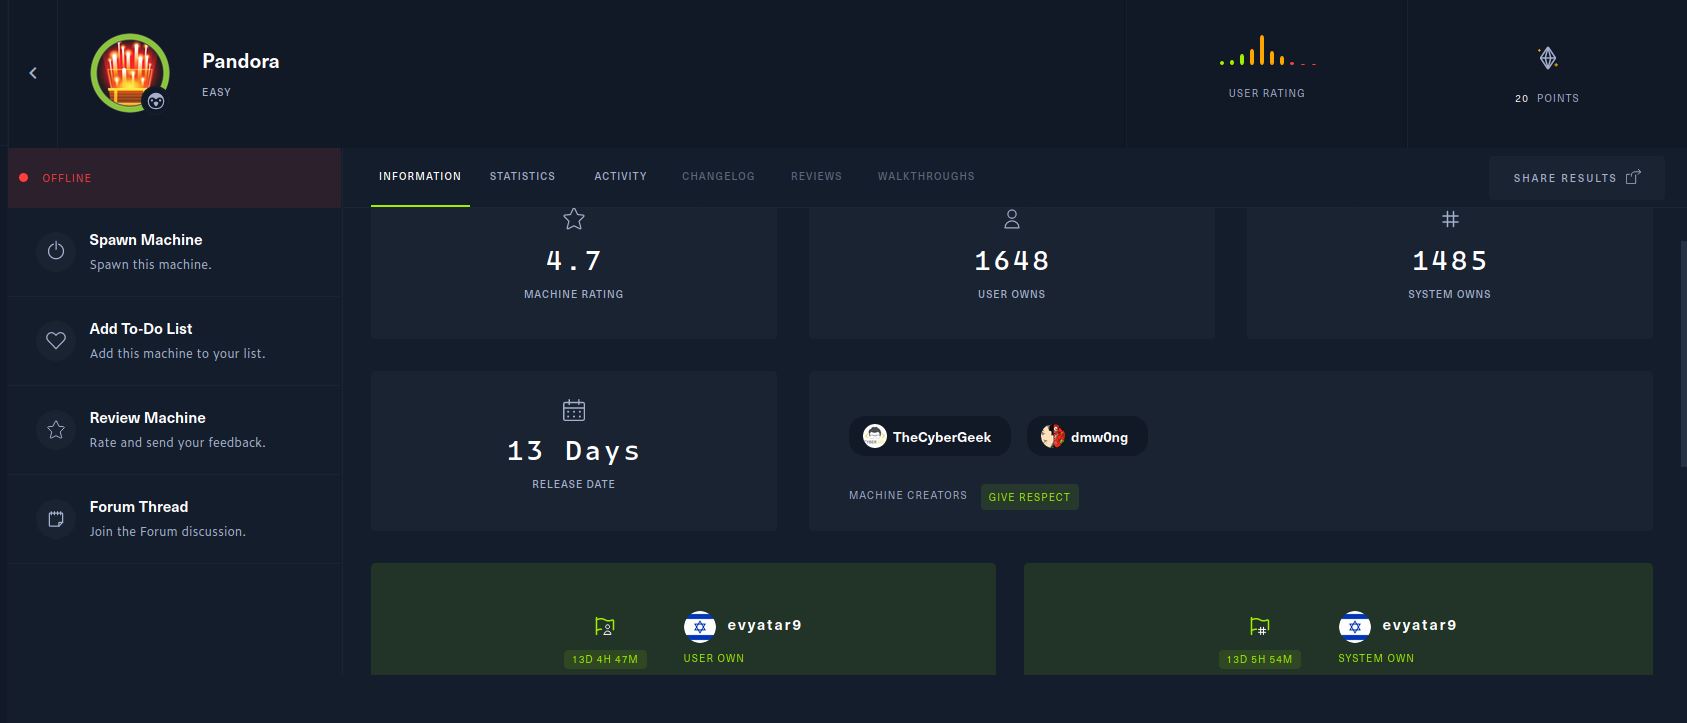 Pandora
EASY
USER RATING
20 POINTS
OFFLINE
INFORMATION STATISTICS ACTIVITY CHANGELOG REVIEWS WALKTHROUGHS
SHARE RESULTS
Spawn Machine
Spawn this machine.
Add To-Do List
Add this machine to your list.
Review Machine
Rate and send your feedback.
Forum Thread
Join the Forum discussion.
4.7
MACHINE RATING
1648
USER OWNS
1485
SYSTEM OWNS
13 Days
RELEASE DATE
TheCyberGeek dmw0ng
MACHINE CREATORS GIVE RESPECT
evyatar9
13D 4H 47M USER OWN
evyatar9
13D 5H 54M SYSTEM OWN